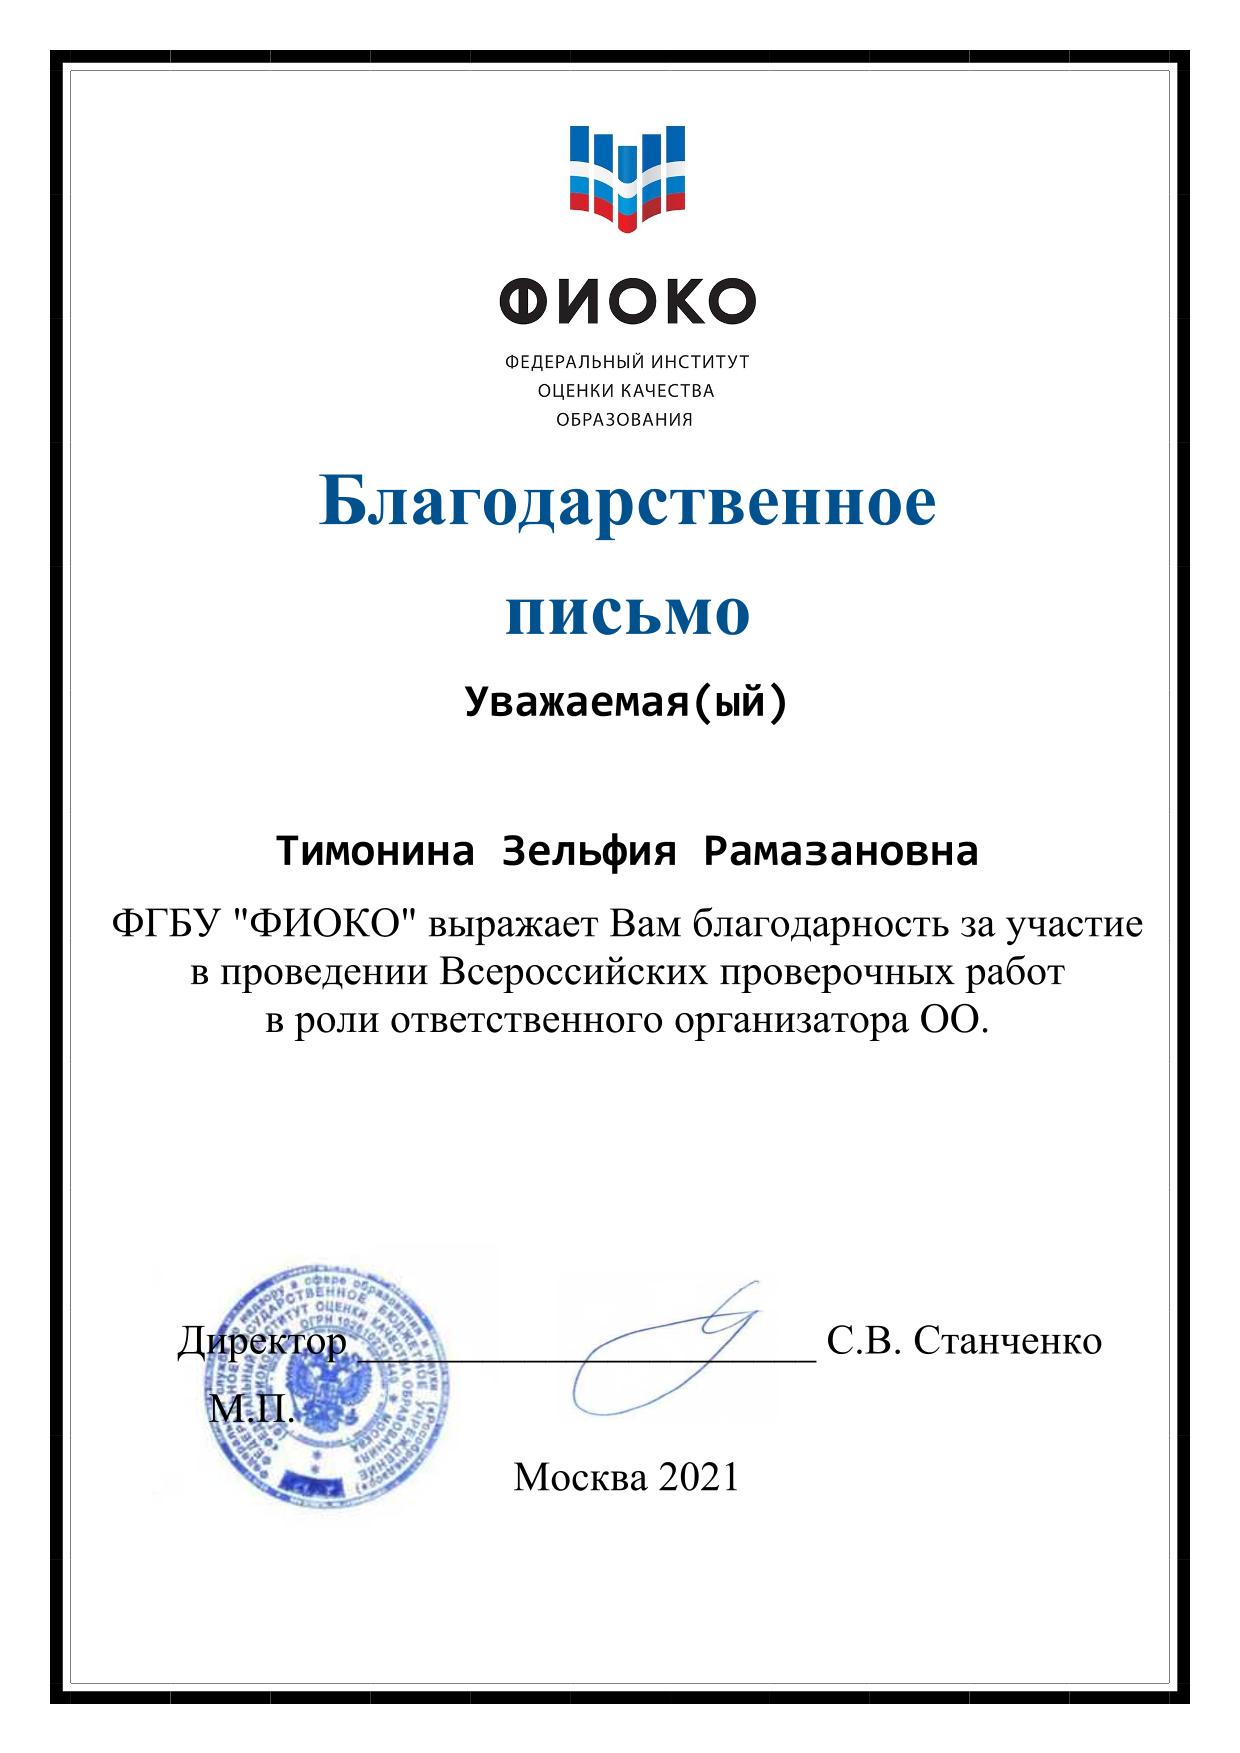 ФИОКО
ФЕДЕРАЛЬНЫЙ ИНСТИТУТ
ОЦЕНКИ КАЧЕСТВА
ОБРАЗОВАНИЯ
Благодарственное
письмо
Уважаемая(ый)
Тимонина Зельфия Рамазановна
ФГБУ "ФИОКО" выражает Вам благодарность за участие
в проведении Всероссийских проверочных работ
в роли ответственного организатора ОО.
Директор ______________________ С.В. Станченко
М.П.
Москва 2021